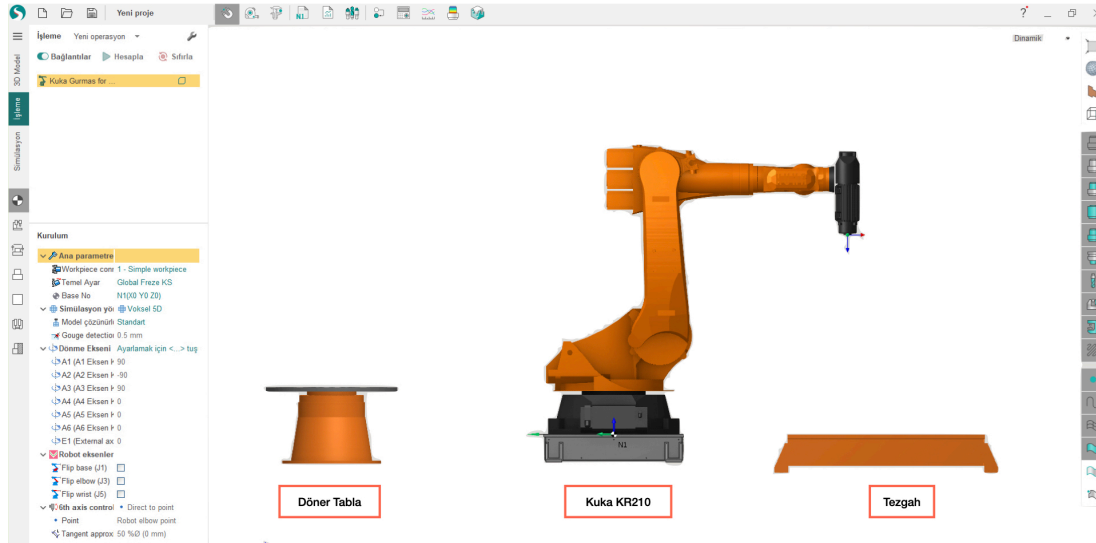 Yeni proje
?
İşleme Yeni operasyon
Bağlantılar Hesapla Sıfırla
Kuka Gurmas for ...
3D Model
İşleme
Simülasyon
Dinamik
Kurulum
Ana parametre
Workpiece conr 1 - Simple workpiece
Temel Ayar Global Freze KS
Base No N1(X0 Y0 Z0)
Simülasyon yö Voksel 5D
Model çözünürlü Standart
Gouge detection 0.5 mm
Dönme Ekseni Ayarlamak için <...> tuş
A1 (A1 Eksen K 90
A2 (A2 Eksen K -90
A3 (A3 Eksen K 90
A4 (A4 Eksen K 0
A5 (A5 Eksen K 0
A6 (A6 Eksen K 0
E1 (External ax 0
Robot eksenler
Flip base (J1)
Flip elbow (J3)
Flip wrist (J5)
6th axis control Direct to point
Point Robot elbow point
Tangent approx 50 %Ø (0 mm)
N1
Döner Tabla
Kuka KR210
Tezgah